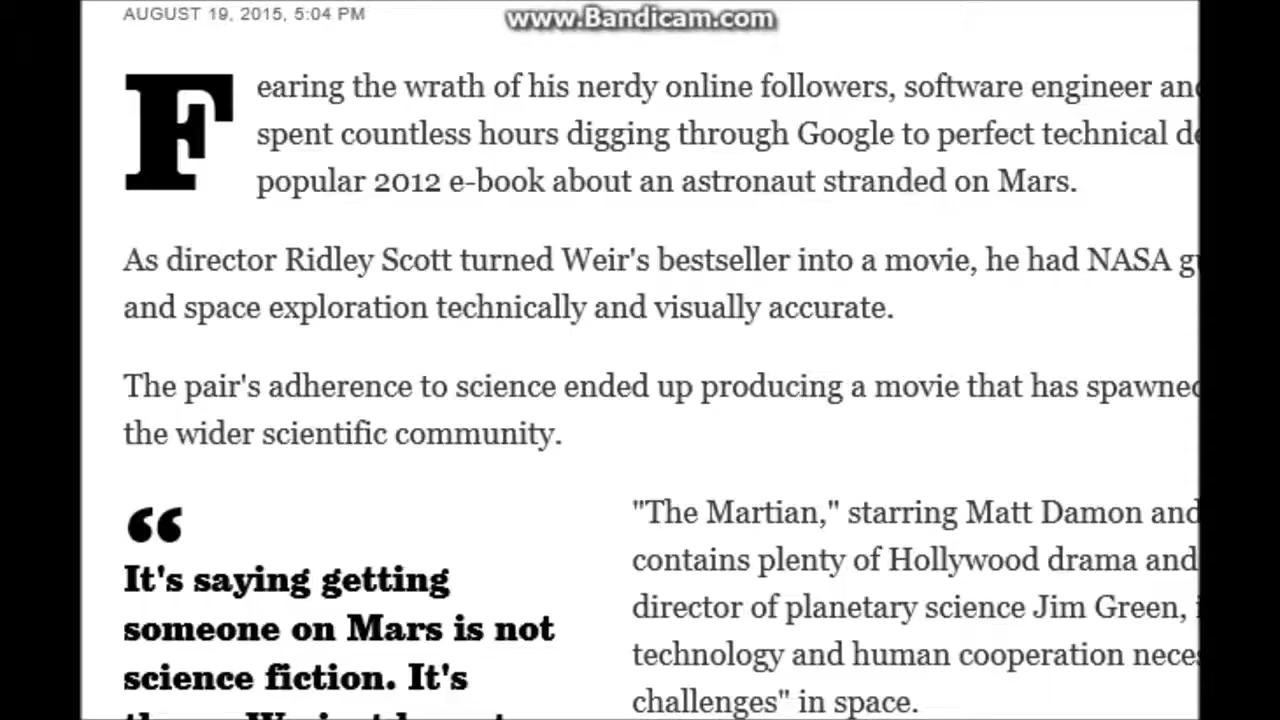 AUGUST 19, 2015, 5:04 PM
www.Bandicam.com
Fearing the wrath of his nerdy online followers, software engineer and
spent countless hours digging through Google to perfect technical de
popular 2012 e-book about an astronaut stranded on Mars.
As director Ridley Scott turned Weir's bestseller into a movie, he had NASA
and space exploration technically and visually accurate.
The pair's adherence to science ended up producing a movie that has spawned
the wider scientific community.
“
It's saying getting
someone on Mars is not
science fiction. It's
"The Martian," starring Matt Damon and
contains plenty of Hollywood drama and
director of planetary science Jim Green,
technology and human cooperation neces
challenges" in space.